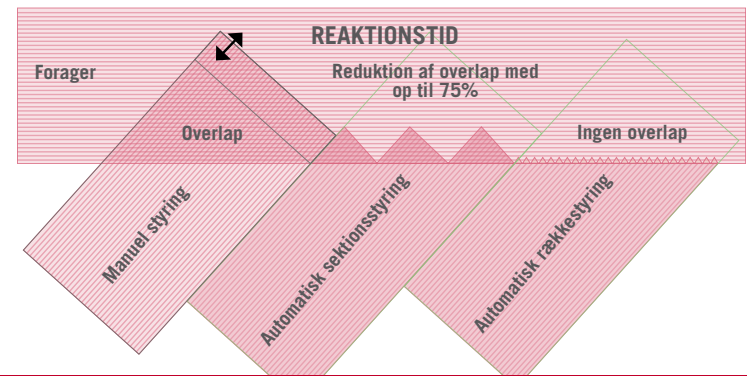 REAKTIONSTID
Forager
Reduktion af overlap med
op til 75%
Overlap
Ingen overlap
Manuel styring
Automatisk sektionsstyring
Automatisk rækkestyring